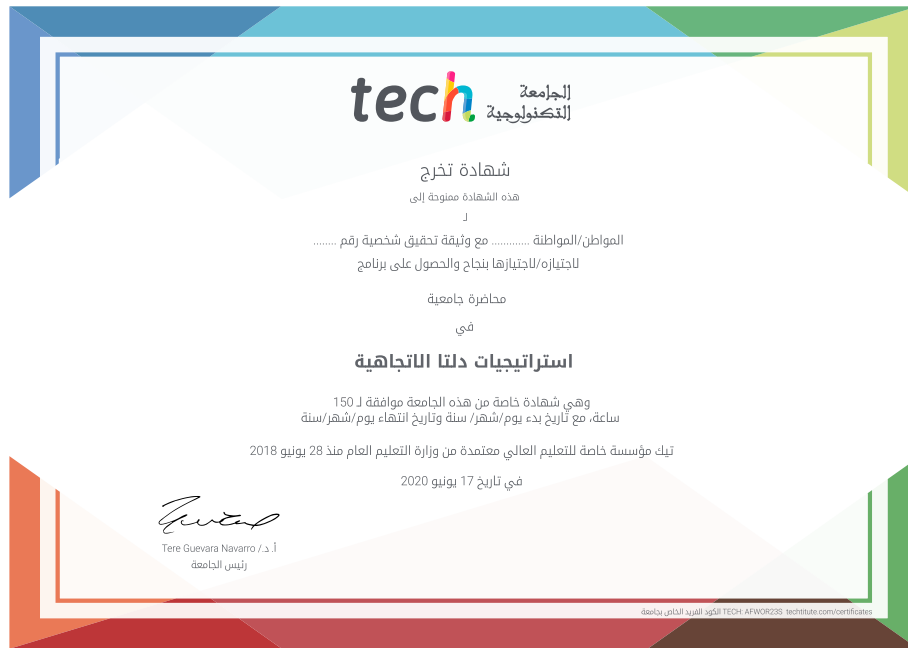 tech
الجامعة
التكنولوجية
شهادة تخرج
هذه الشهادة ممنوحة إلى
لـ
المواطن/المواطنة ............ مع وثيقة تحقيق شخصية رقم ........
لاجتيازه/لاجتيازها بنجاح والحصول على برنامج
محاضرة جامعية
في
استراتيجيات دلتا الاتجاهية
وهي شهادة خاصة من هذه الجامعة موافقة لـ 150
ساعة، مع تاريخ بدء يوم/شهر/ سنة وتاريخ انتهاء يوم/شهر/سنة
تيك مؤسسة خاصة للتعليم العالي معتمدة من وزارة التعليم العام منذ 28 يونيو 2018
في تاريخ 17 يونيو 2020
أ. د./ Tere Guevara Navarro
رئيس الجامعة
الكود الفريد الخاص بجامعة TECH: AFWOR23S techtitute.com/certificates